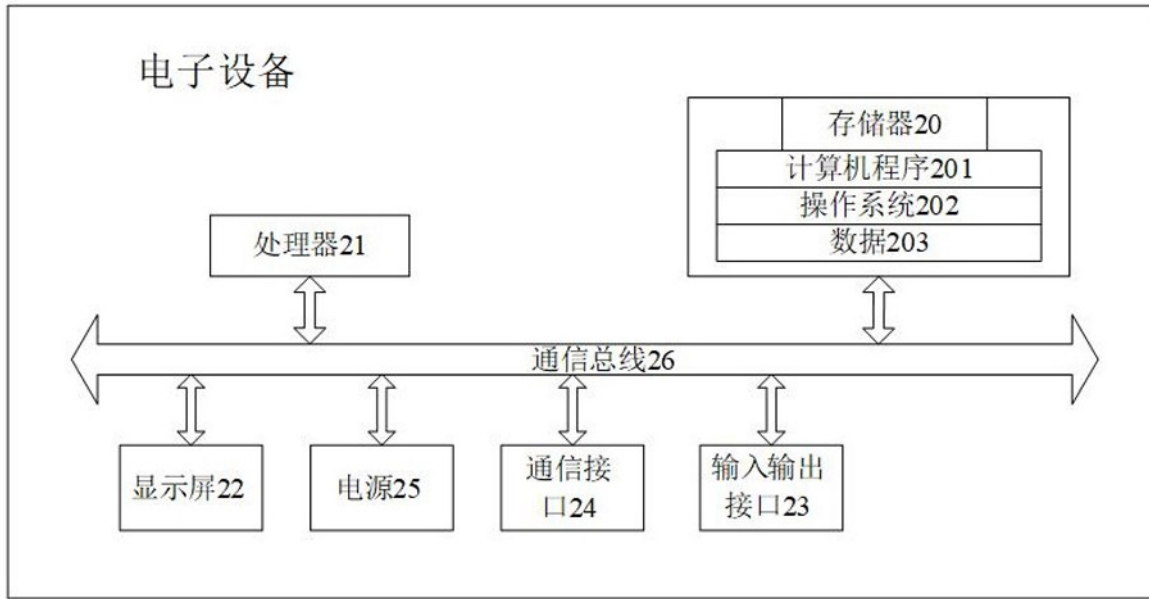 电子设备
存储器20
计算机程序201
操作系统202
数据203
处理器21
通信总线26
显示屏22
电源25
通信接
口24
输入输出
接口23